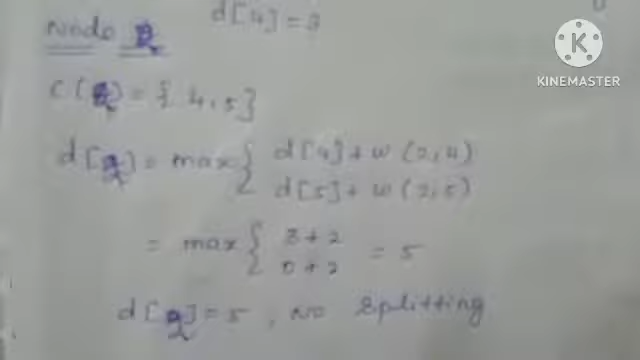 d[4] = 3
Node 2
C[2] = {4, 5}
d[2] = max { d[4] + w (2,4)
d[5] + w (2,5)
= max { 3+2
0+2 = 5
d[2] = 5, NO Splitting
KINEMASTER